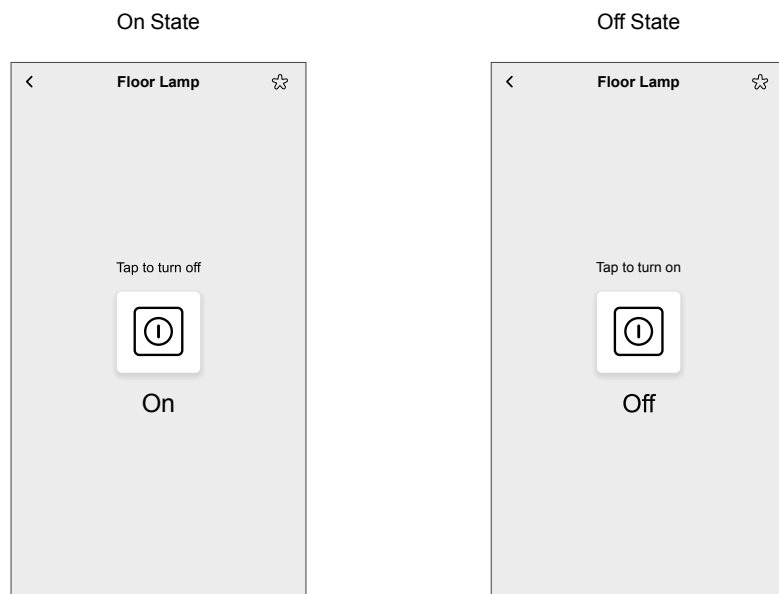 On State
Floor Lamp
Tap to turn off
On
Off State
Floor Lamp
Tap to turn on
Off